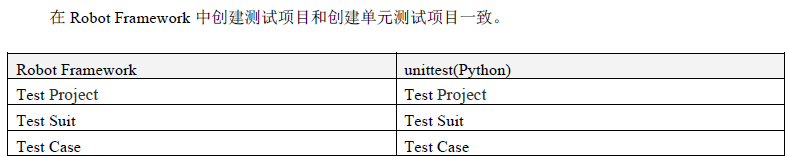 在 Robot Framework 中创建测试项目和创建单元测试项目一致。
Robot Framework unittest(Python)
Test Project Test Project
Test Suit Test Suit
Test Case Test Case